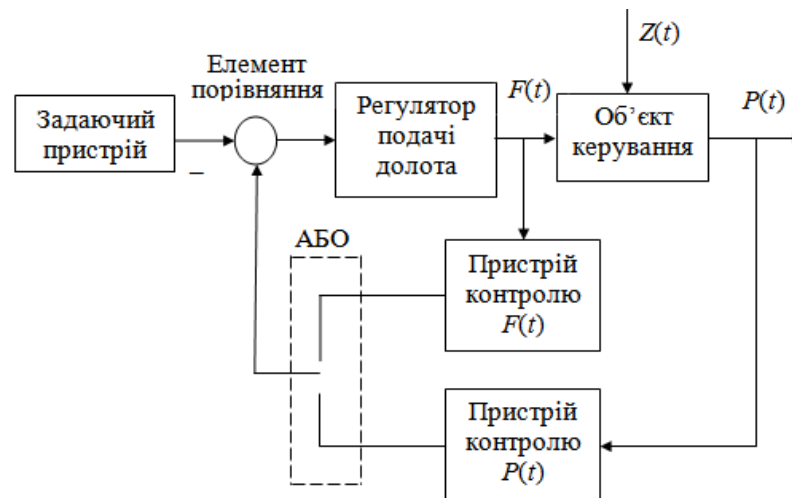 Z(t)
Елемент
порівняння
F(t)
P(t)
Задаючий
пристрій
Регулятор
подачі
долота
Об’єкт
керування
–
АБО
Пристрій
контролю
F(t)
Пристрій
контролю
P(t)